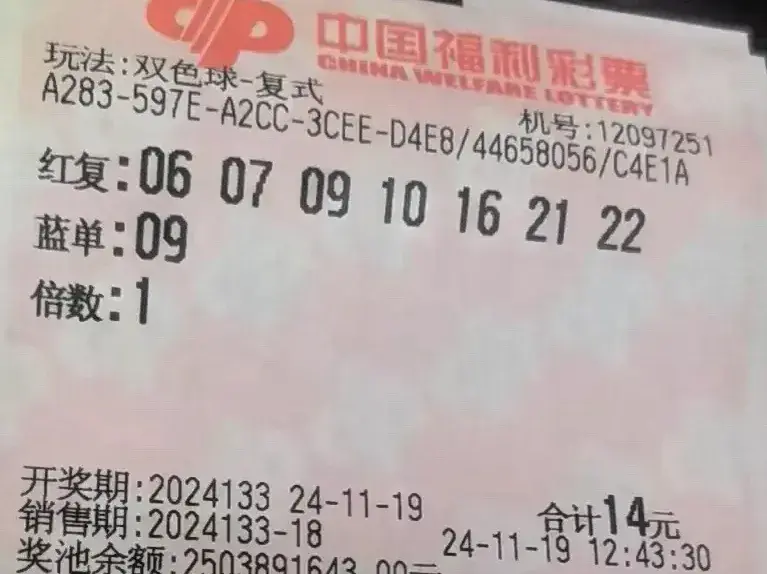 中国福利彩票
CHINA WELFARE LOTTERY
玩法:双色球-复式
机号:12097251
A283-597E-A2CC-3CEE-D4E8/44658056/C4E1A
红复:06 07 09 10 16 21 22
蓝单:09
倍数:1
开奖期:2024133 24-11-19 合计14元
销售期:2024133-18 24-11-19 12:43:30
奖池余额:2503891643.00元